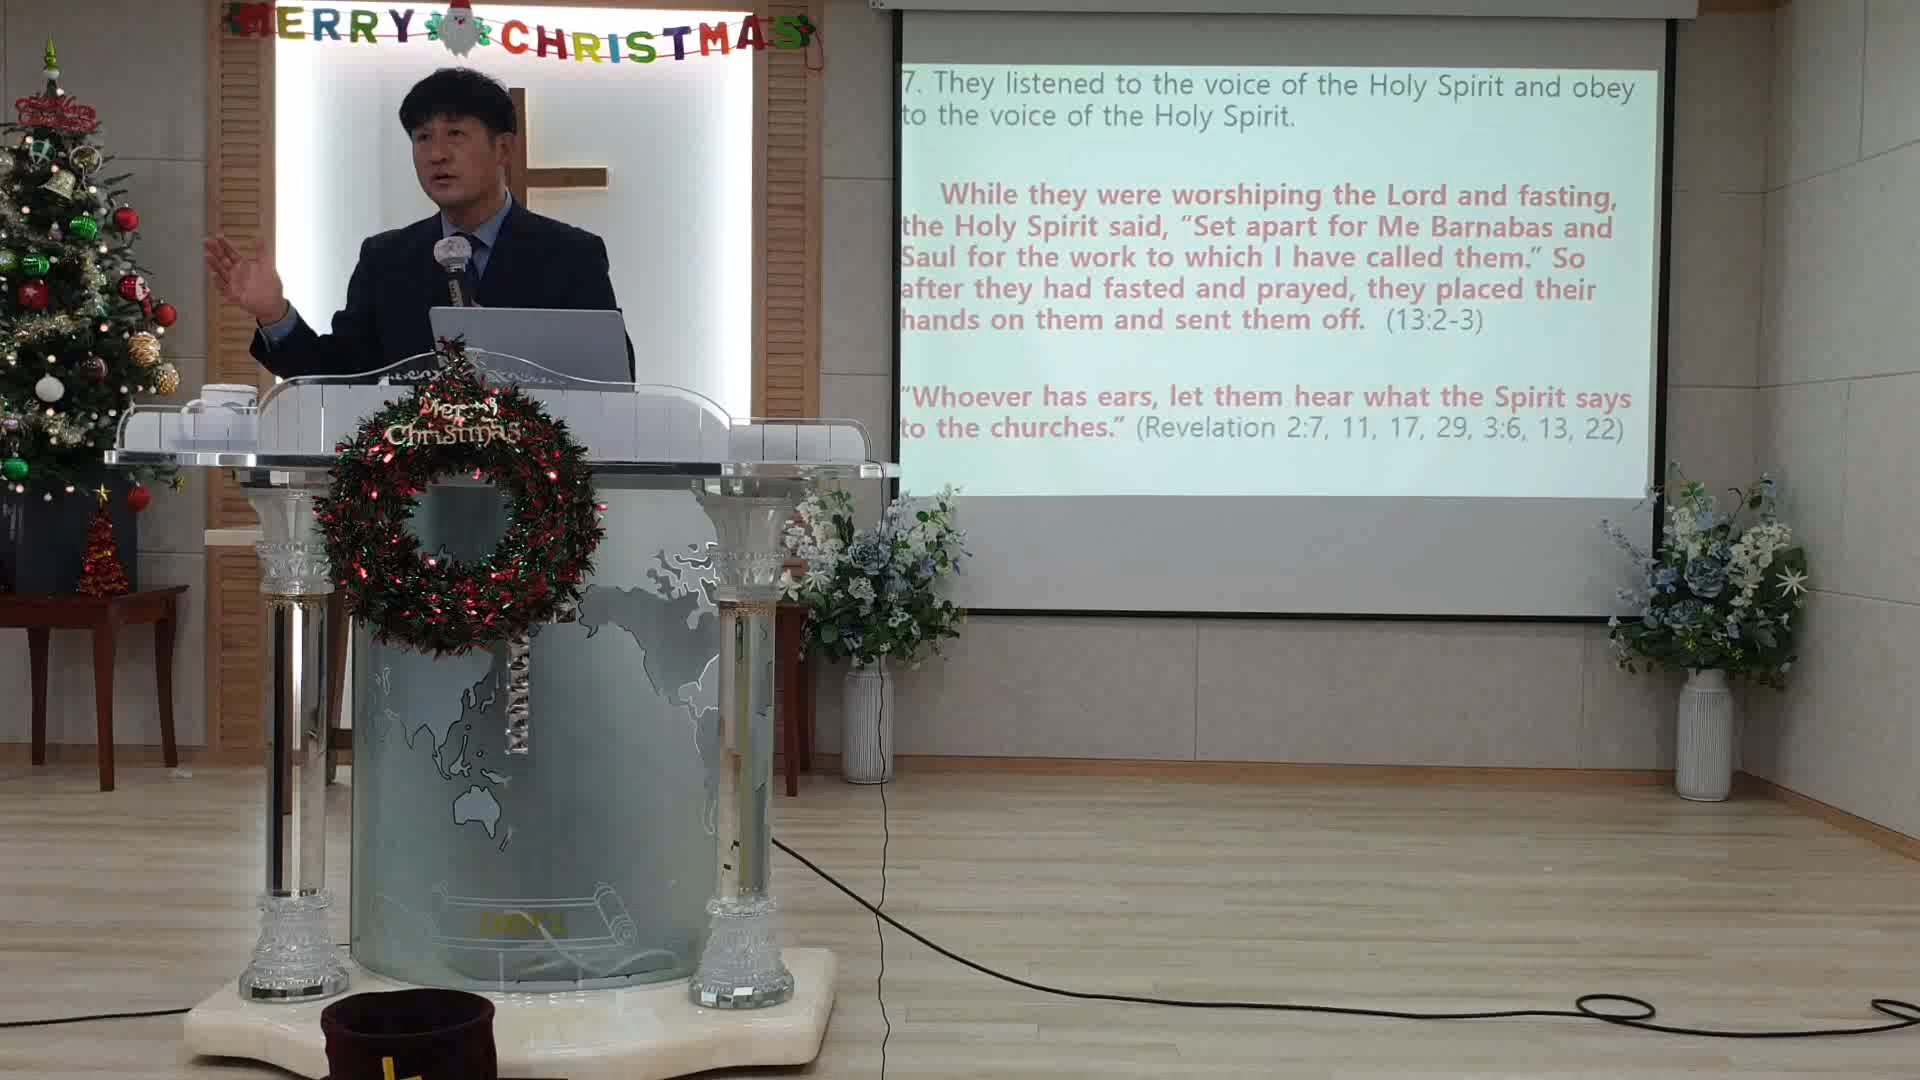 MERRY CHRISTMAS
7. They listened to the voice of the Holy Spirit and obey
to the voice of the Holy Spirit.
While they were worshiping the Lord and fasting,
the Holy Spirit said, “Set apart for Me Barnabas and
Saul for the work to which I have called them.” So
after they had fasted and prayed, they placed their
hands on them and sent them off. (13:2-3)
“Whoever has ears, let them hear what the Spirit says
to the churches.” (Revelation 2:7, 11, 17, 29, 3:6, 13, 22)
Merry
Christmas